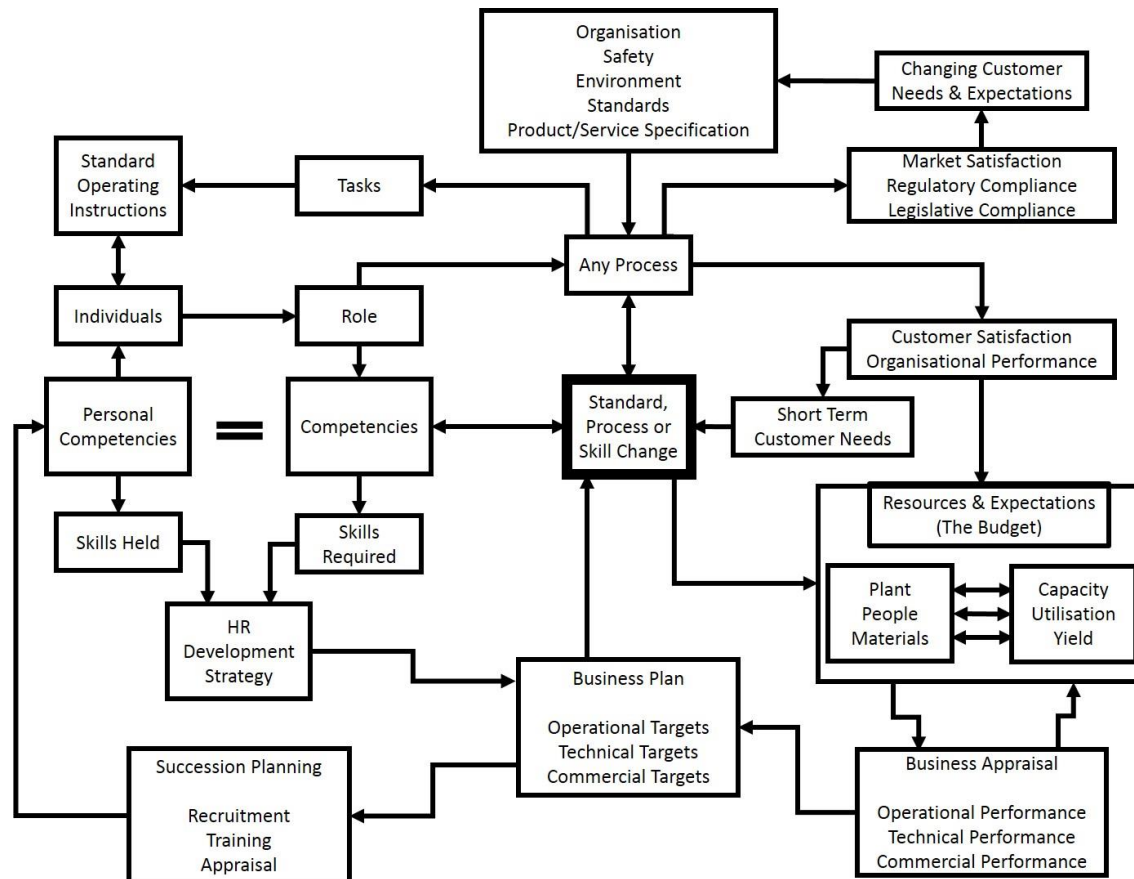 Organisation
Safety
Environment
Standards
Product/Service Specification
Changing Customer
Needs & Expectations
Standard
Operating
Instructions
Tasks
Market Satisfaction
Regulatory Compliance
Legislative Compliance
Any Process
Individuals
Role
Customer Satisfaction
Organisational Performance
Personal
Competencies
=
Competencies
Standard,
Process or
Skill Change
Short Term
Customer Needs
Skills Held
Skills
Required
Resources & Expectations
(The Budget)
Plant
People
Materials
Capacity
Utilisation
Yield
HR
Development
Strategy
Business Plan
Operational Targets
Technical Targets
Commercial Targets
Succession Planning
Recruitment
Training
Appraisal
Business Appraisal
Operational Performance
Technical Performance
Commercial Performance